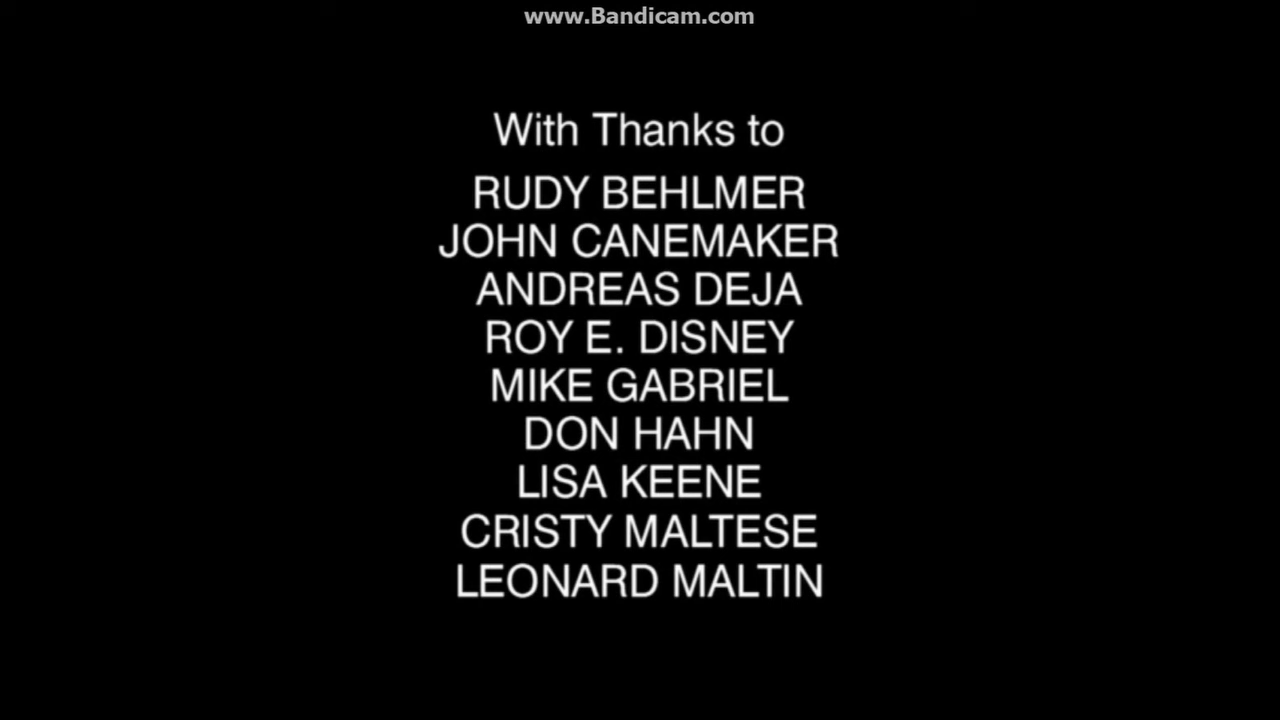 www.Bandicam.com
With Thanks to
RUDY BEHLMER
JOHN CANEMAKER
ANDREAS DEJA
ROY E. DISNEY
MIKE GABRIEL
DON HAHN
LISA KEENE
CRISTY MALTESE
LEONARD MALTIN